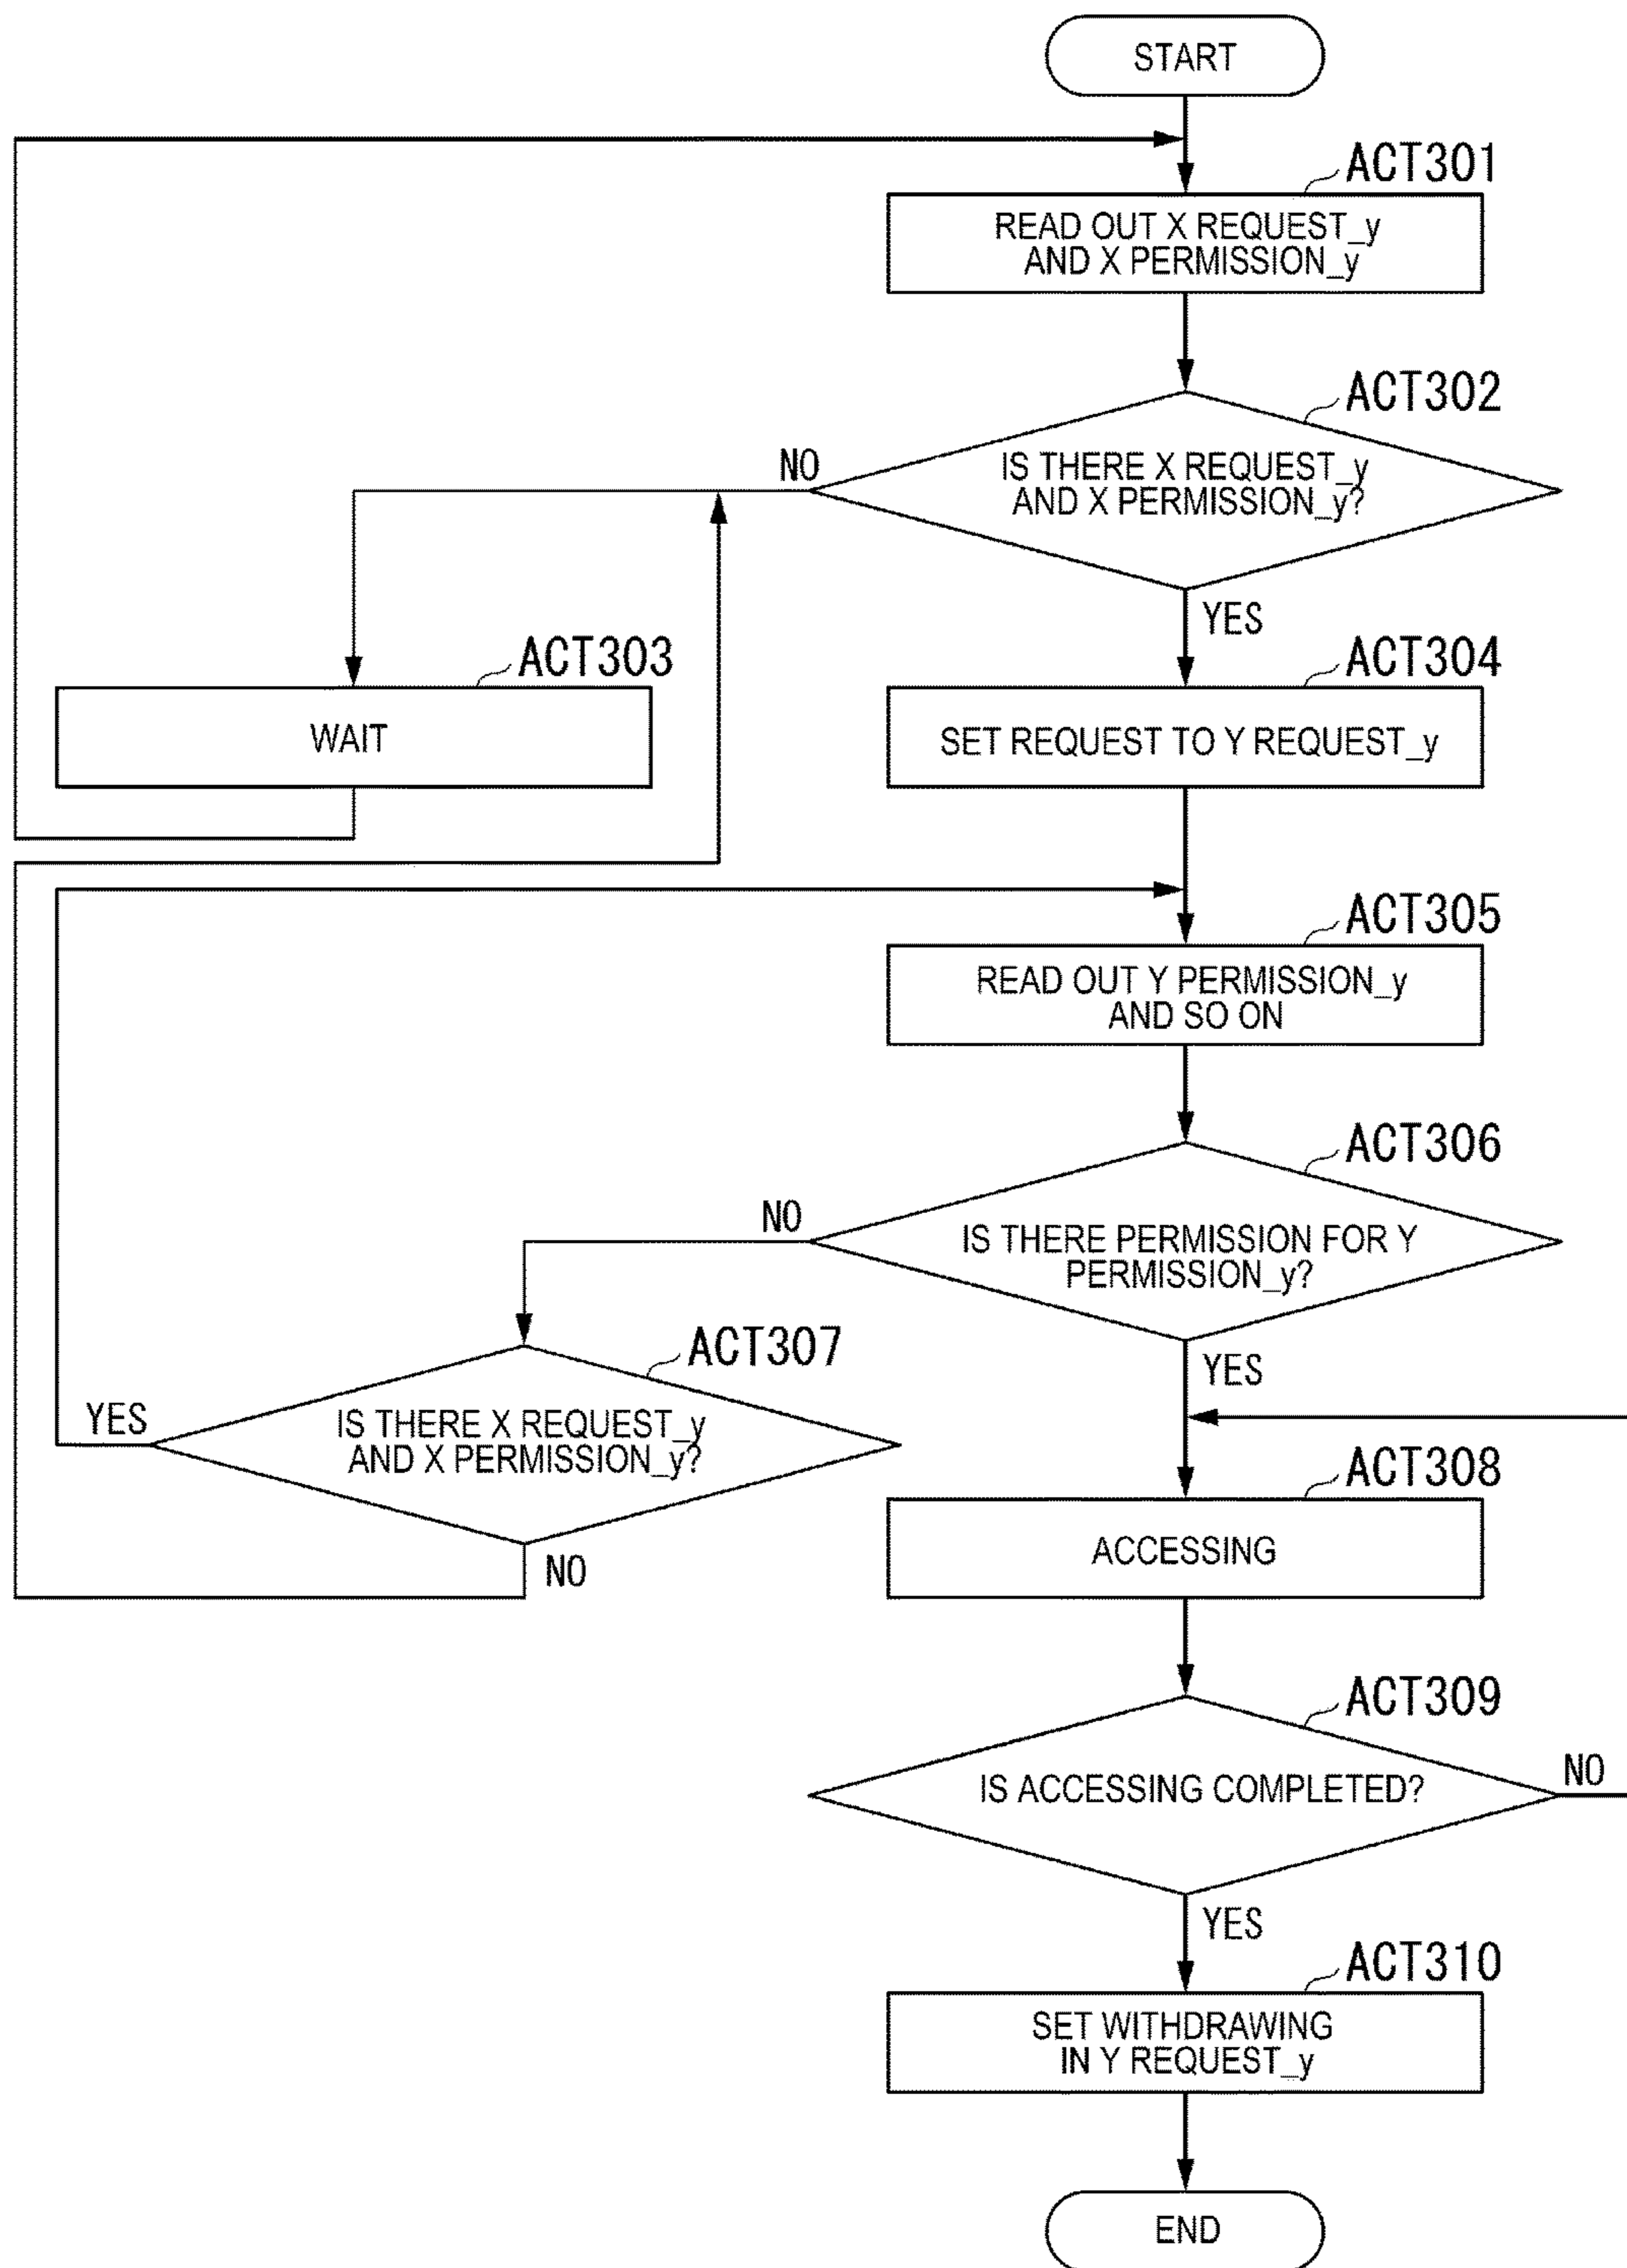 START
ACT301
READ OUT X REQUEST_y
AND X PERMISSION_y
ACT302
IS THERE X REQUEST_y
AND X PERMISSION_y?
NO
YES
ACT303
WAIT
ACT304
SET REQUEST TO Y REQUEST_y
ACT305
READ OUT Y PERMISSION_y
AND SO ON
ACT306
IS THERE PERMISSION FOR Y
PERMISSION_y?
NO
YES
ACT307
IS THERE X REQUEST_y
AND X PERMISSION_y?
YES
NO
ACT308
ACCESSING
ACT309
IS ACCESSING COMPLETED?
NO
YES
ACT310
SET WITHDRAWING
IN Y REQUEST_y
END